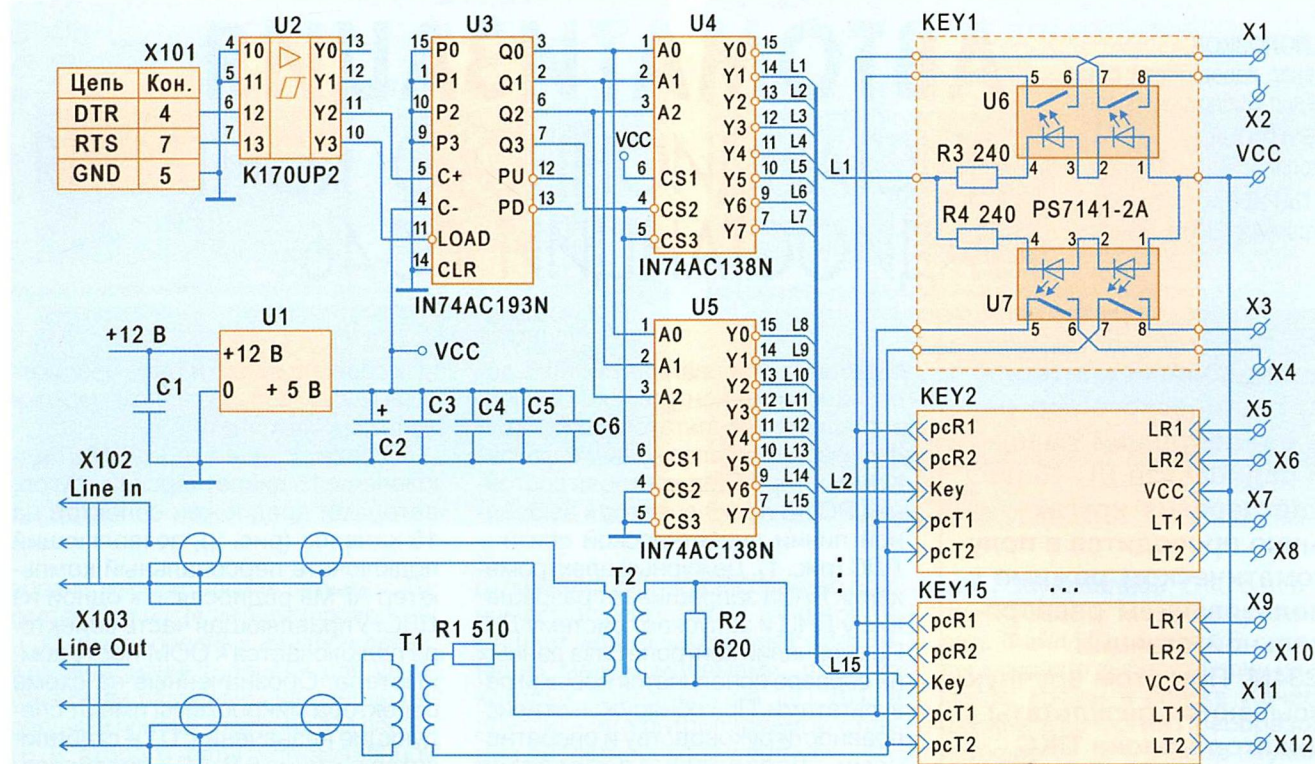 X101
Цепь Кон.
DTR 4
RTS 7
GND 5
U2
4 10 Y0 13
5 11 Y1 12
6 12 Y2 11
7 13 Y3 10
K170UP2
U3
15 P0 Q0 3
1 P1 Q1 2
10 P2 Q2 6
9 P3 Q3 7
5 C+ PU 12
4 C- PD 13
11 LOAD
14 CLR
IN74AC193N
U4
1 A0 Y0 15
2 A1 Y1 14 L1
3 A2 Y2 13 L2
Y3 12 L3
VCC
Y4 11 L4
6 CS1 Y5 10 L5
4 CS2 Y6 9 L6
5 CS3 Y7 7 L7
IN74AC138N
L1
U5
1 A0 Y0 15 L8
2 A1 Y1 14 L9
3 A2 Y2 13 L10
Y3 12 L11
Y4 11 L12
6 CS1 Y5 10 L13
4 CS2 Y6 9 L14
5 CS3 Y7 7 L15
IN74AC138N
L2
L15
U1
+12 В
+12 В
0 + 5 В
VCC
C1
+
C2
C3
C4
C5
C6
X102
Line In
X103
Line Out
T1
R1 510
T2
R2
620
KEY1
5 6 7 8
U6
4 3 2 1
R3 240
R4 240
PS7141-2A
4 3 2 1
U7
5 6 7 8
X1
X2
VCC
X3
X4
KEY2
pcR1 LR1 X5
pcR2 LR2 X6
Key VCC
pcT1 LT1 X7
pcT2 LT2 X8
...
KEY15
pcR1 LR1 X9
pcR2 LR2 X10
Key VCC
pcT1 LT1 X11
pcT2 LT2 X12